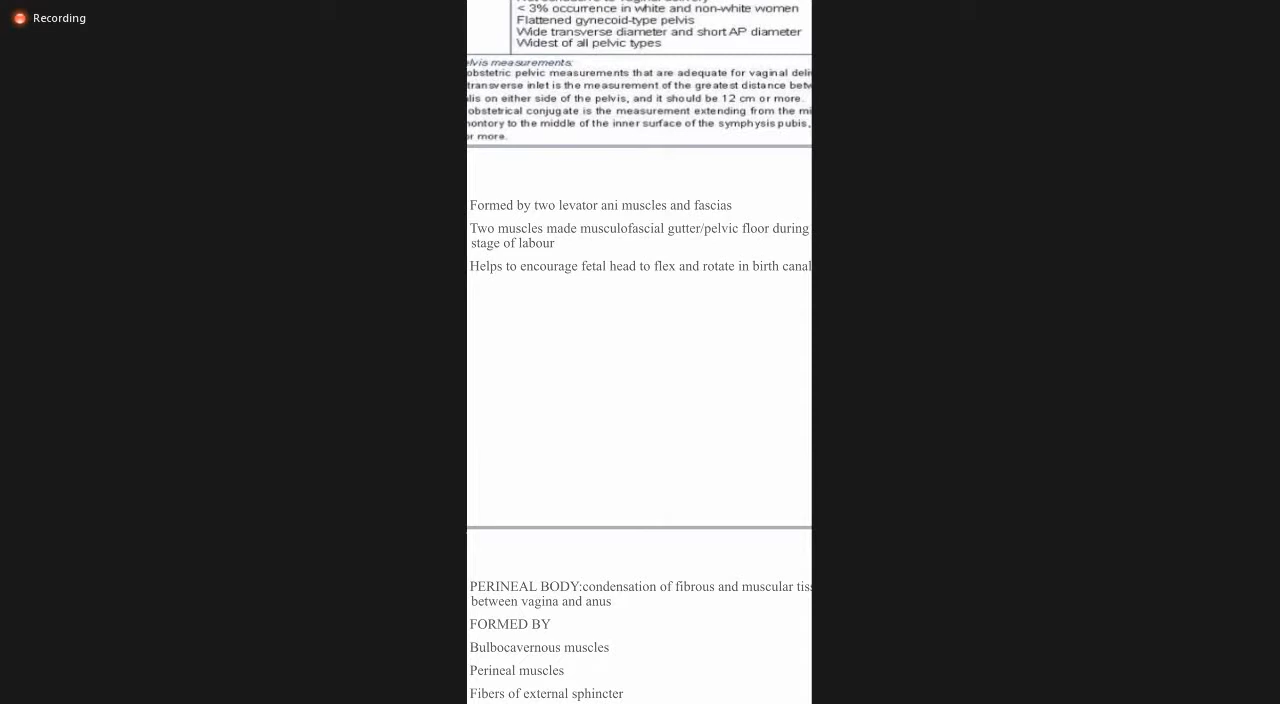 Recording
< 3% occurrence in white and non-white women
Flattened gynecoid-type pelvis
Wide transverse diameter and short AP diameter
Widest of all pelvic types
measurements:
obstetric pelvic measurements that are adequate for vaginal
transverse inlet is the measurement of the greatest distance
on either side of the pelvis, and it should be 12 cm or more.
obstetrical conjugate is the measurement extending from the
to the middle of the inner surface of the symphysis pubis,
or more.
Formed by two levator ani muscles and fascias
Two muscles made musculofascial gutter/pelvic floor during
stage of labour
Helps to encourage fetal head to flex and rotate in birth canal
PERINEAL BODY:condensation of fibrous and muscular
between vagina and anus
FORMED BY
Bulbocavernous muscles
Perineal muscles
Fibers of external sphincter